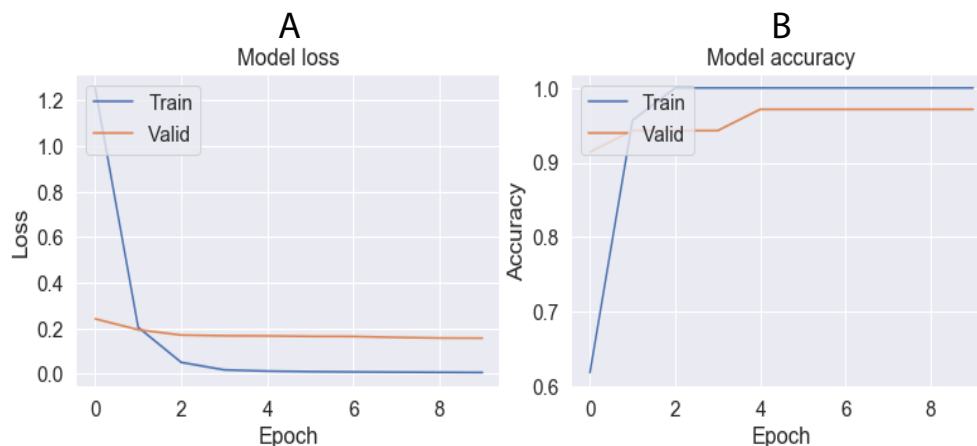 A
Model loss
1.2
1.0
0.8
0.6
0.4
0.2
0.0
Loss
Train
Valid
0 2 4 6 8
Epoch
B
Model accuracy
1.0
0.9
0.8
0.7
0.6
Accuracy
Train
Valid
0 2 4 6 8
Epoch